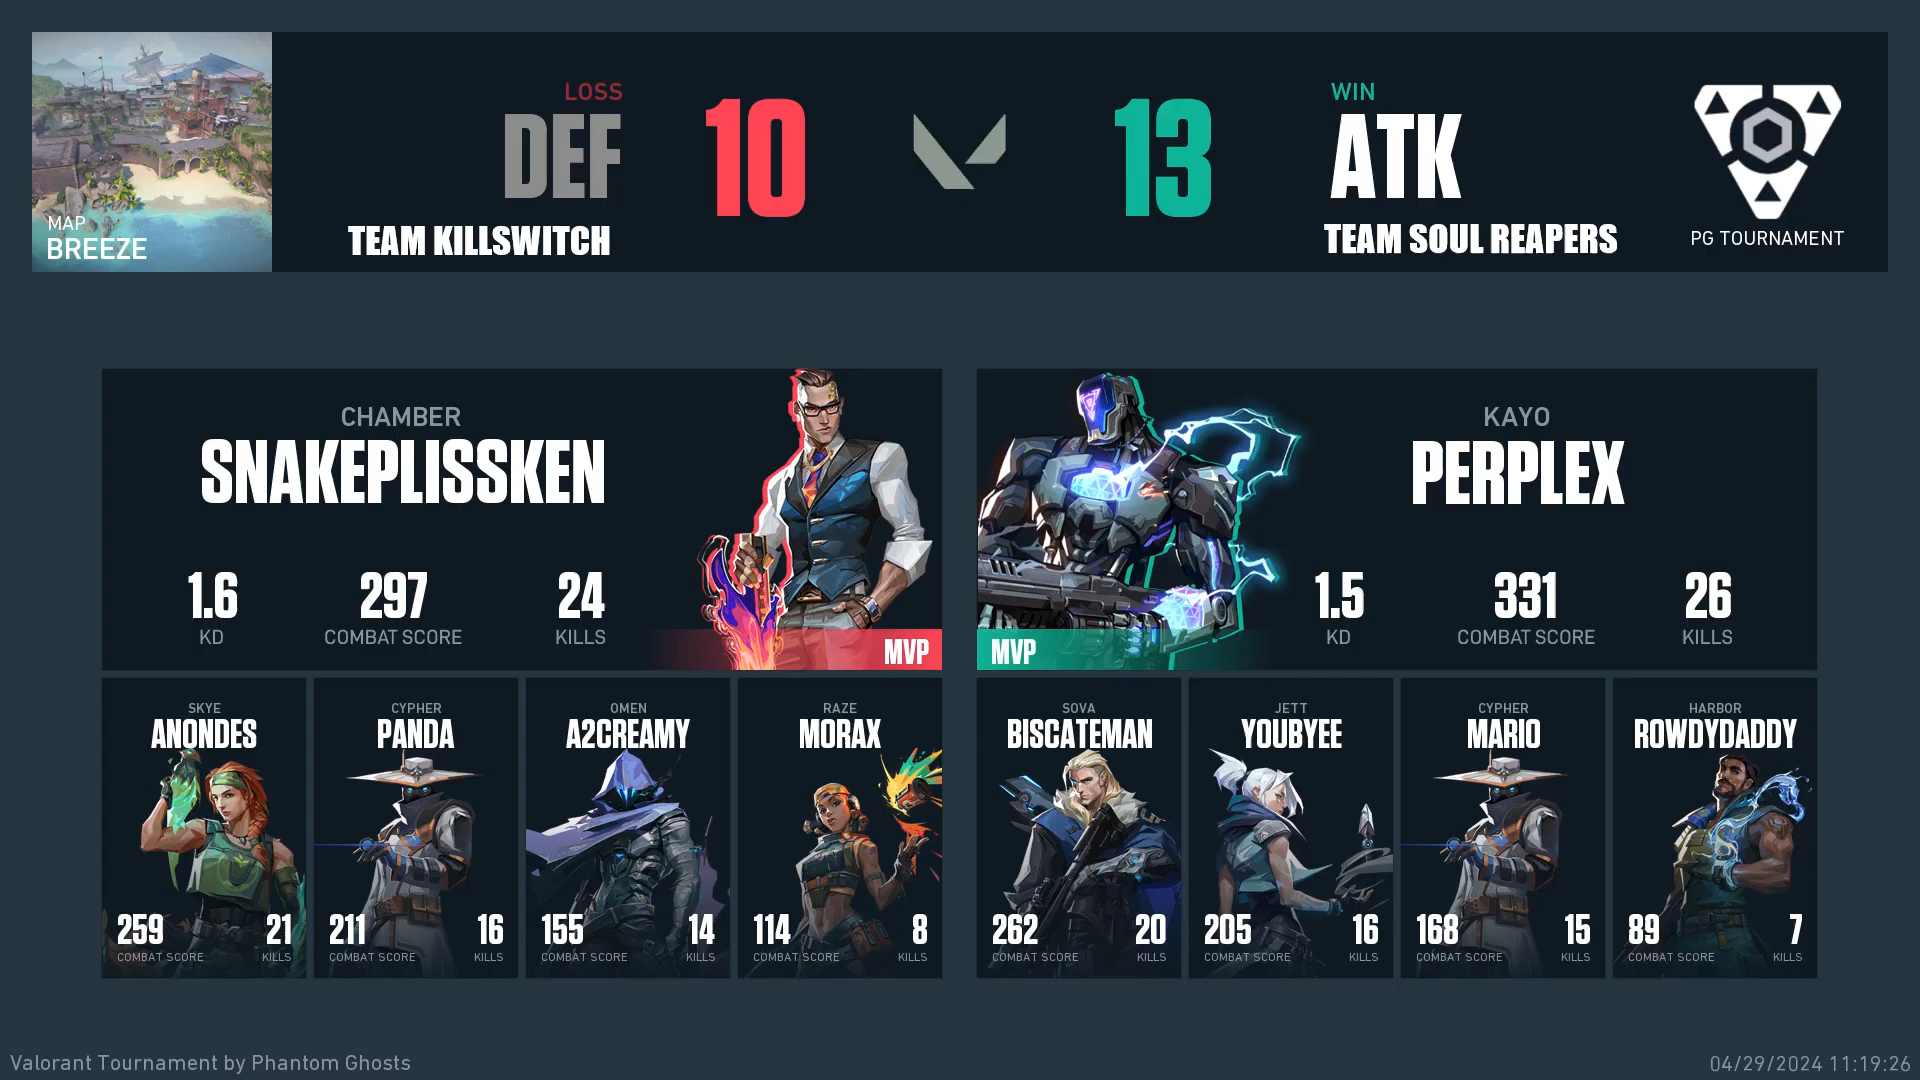 MAP
BREEZE
LOSS
DEF
TEAM KILLSWITCH
10
13
WIN
ATK
TEAM SOUL REAPERS
PG TOURNAMENT
CHAMBER
SNAKEPLISSKEN
1.6
KD
297
COMBAT SCORE
24
KILLS
MVP
KAYO
PERPLEX
MVP
1.5
KD
331
COMBAT SCORE
26
KILLS
SKYE
ANONDES
259
COMBAT SCORE
21
KILLS
CYPHER
PANDA
211
COMBAT SCORE
16
KILLS
OMEN
A2CREAMY
155
COMBAT SCORE
14
KILLS
RAZE
MORAX
114
COMBAT SCORE
8
KILLS
SOVA
BISCATEMAN
262
COMBAT SCORE
20
KILLS
JETT
YOUBYEE
205
COMBAT SCORE
16
KILLS
CYPHER
MARIO
168
COMBAT SCORE
15
KILLS
HARBOR
ROWDYDADDY
89
COMBAT SCORE
7
KILLS
Valorant Tournament by Phantom Ghosts
04/29/2024 11:19:26